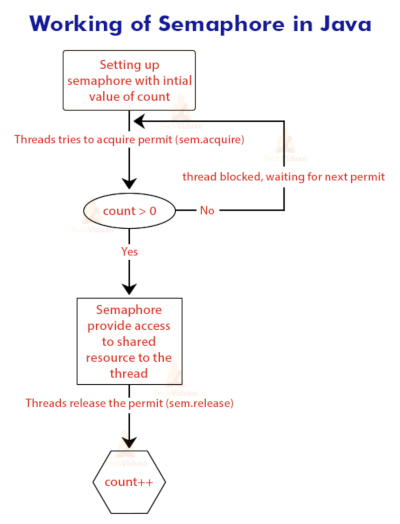 Working of Semaphore in Java
Setting up
semaphore with intial
value of count
Threads tries to acquire permit (sem.acquire)
thread blocked, waiting for next permit
count > 0
No
Yes
Semaphore
provide access
to shared
resource to the
thread
Threads release the permit (sem.release)
count++